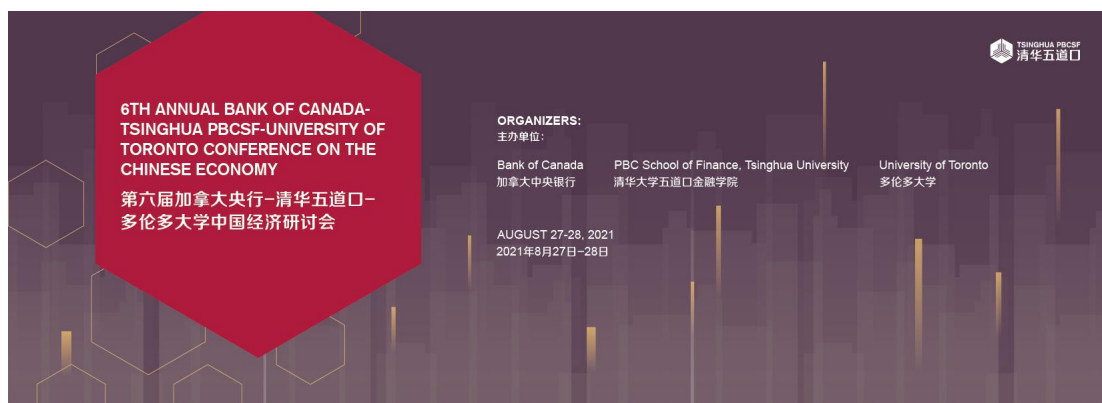 TSINGHUA PBCSF
清华五道口
6TH ANNUAL BANK OF CANADA-
TSINGHUA PBCSF-UNIVERSITY OF
TORONTO CONFERENCE ON THE
CHINESE ECONOMY
第六届加拿大央行-清华五道口-
多伦多大学中国经济研讨会
ORGANIZERS:
主办单位:
Bank of Canada
加拿大中央银行
PBC School of Finance, Tsinghua University
清华大学五道口金融学院
University of Toronto
多伦多大学
AUGUST 27-28, 2021
2021年8月27日-28日